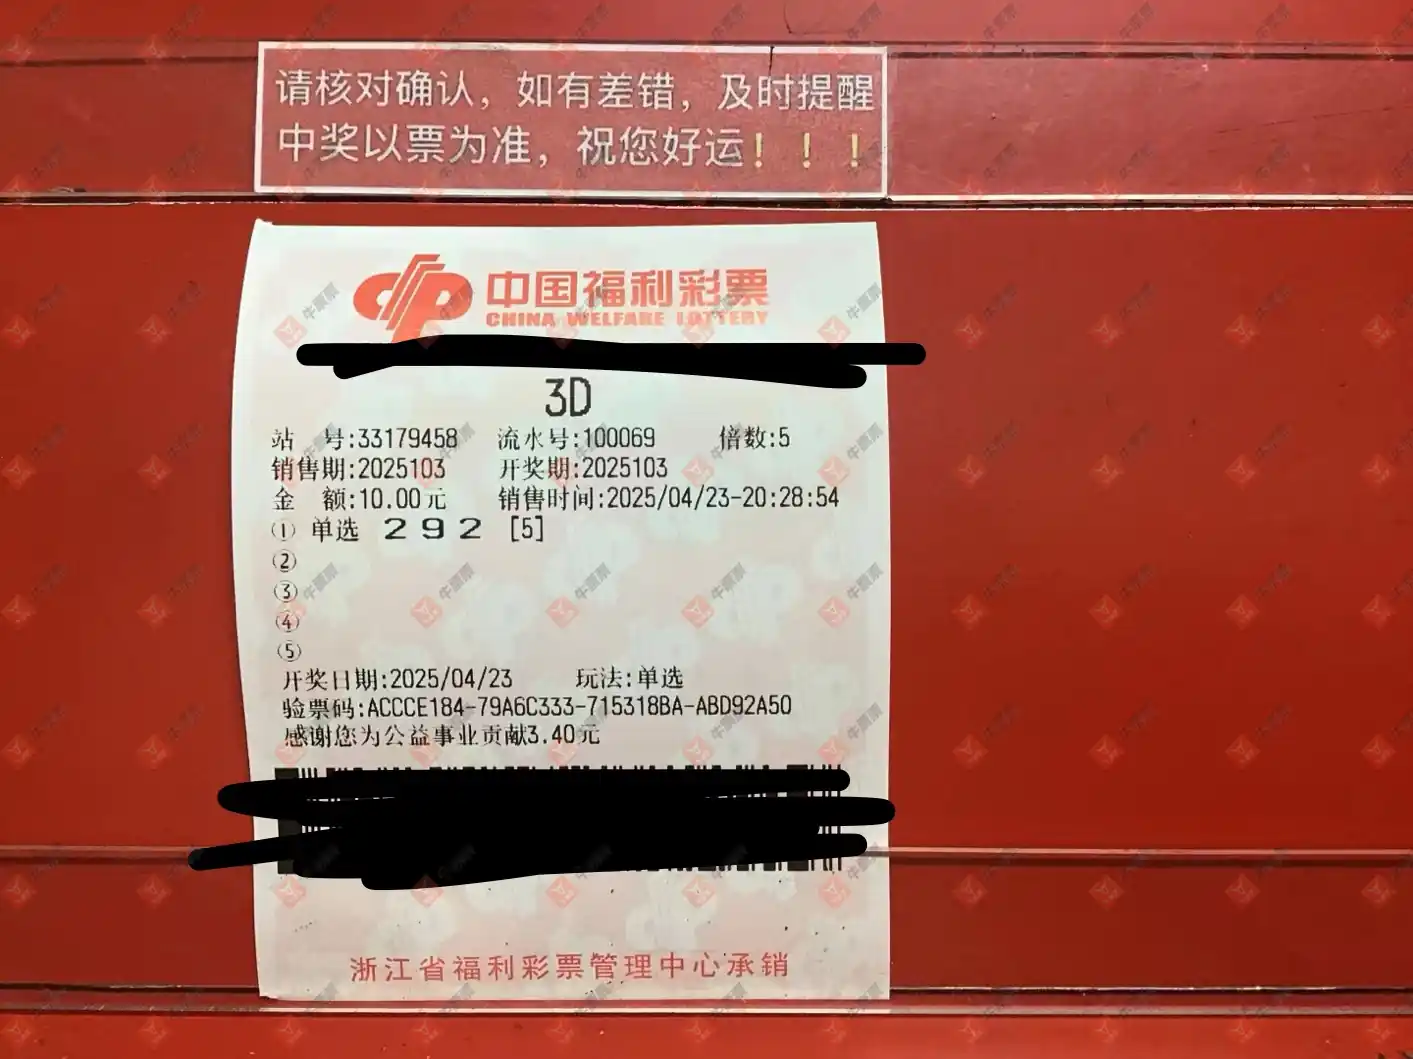 请核对确认，如有差错，及时提醒
中奖以票为准，祝您好运！！！
中国福利彩票
CHINA WELFARE LOTTERY
3D
站 号:33179458 流水号:100069 倍数:5
销售期:2025103 开奖期:2025103
金 额:10.00元 销售时间:2025/04/23-20:28:54
① 单选 292 [5]
②
③
④
⑤
开奖日期:2025/04/23 玩法:单选
验票码:ACCCE184-79A6C333-715318BA-ABD92A50
感谢您为公益事业贡献3.40元
浙江省福利彩票管理中心承销